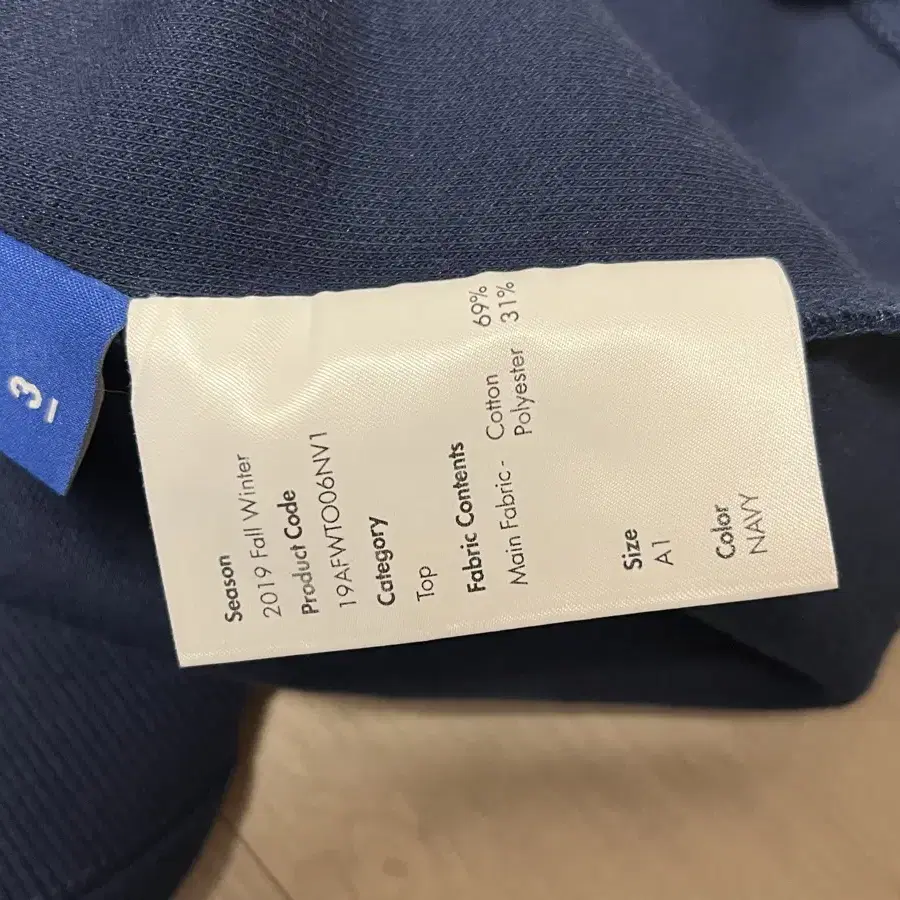 Season
2019 Fall Winter
Product Code
19AFWTO06NV1
Category
Top
Fabric Contents
Main Fabric - Cotton 69%
Polyester 31%
Size
A1
Color
NAVY
3